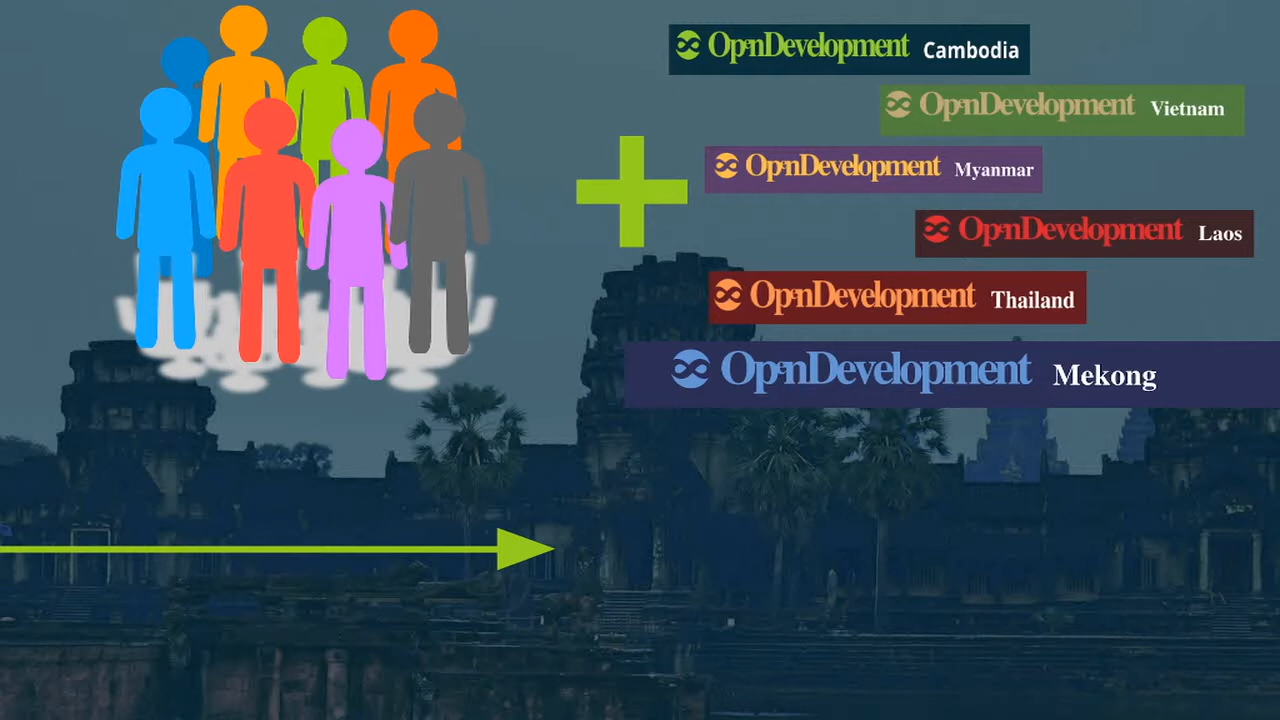 OpenDevelopment Cambodia
OpenDevelopment Vietnam
OpenDevelopment Myanmar
OpenDevelopment Laos
OpenDevelopment Thailand
OpenDevelopment Mekong